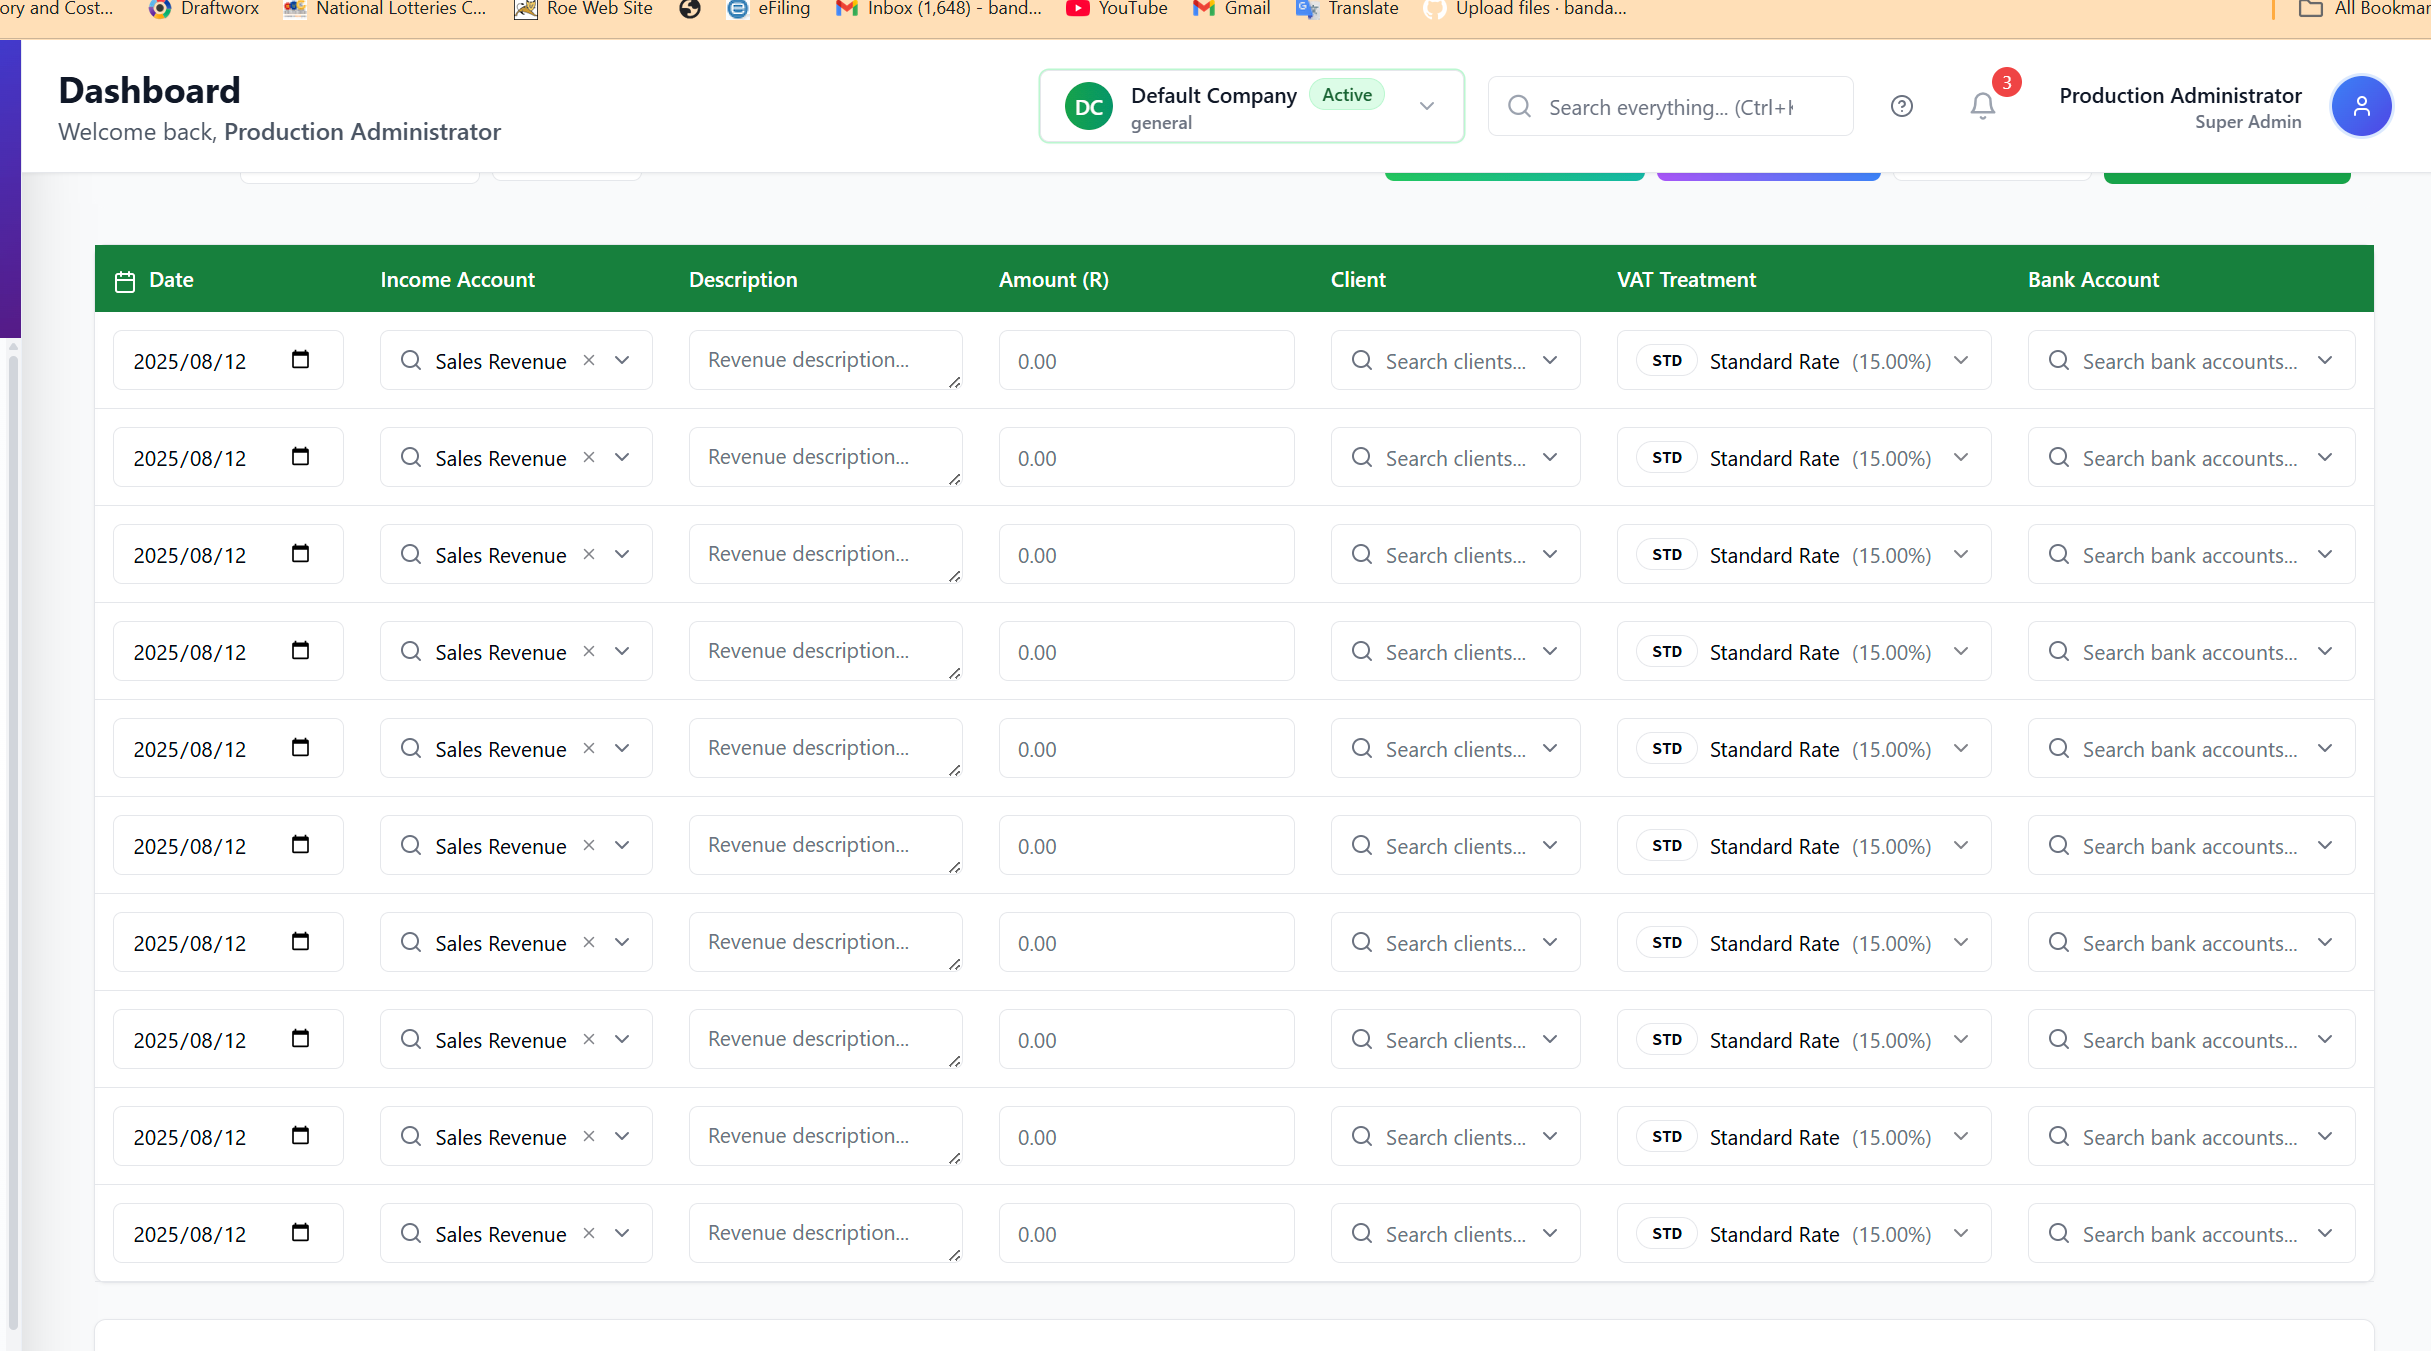 ory and Cost... Draftworx National Lotteries C... Roe Web Site eFiling Inbox (1,648) - band... YouTube Gmail Translate Upload files · banda... All Bookmar
Dashboard
Welcome back, Production Administrator
DC Default Company Active
general
Search everything... (Ctrl+K
3
Production Administrator
Super Admin
Date Income Account Description Amount (R) Client VAT Treatment Bank Account
2025/08/12 Sales Revenue Revenue description... 0.00 Search clients... STD Standard Rate (15.00%) Search bank accounts...
2025/08/12 Sales Revenue Revenue description... 0.00 Search clients... STD Standard Rate (15.00%) Search bank accounts...
2025/08/12 Sales Revenue Revenue description... 0.00 Search clients... STD Standard Rate (15.00%) Search bank accounts...
2025/08/12 Sales Revenue Revenue description... 0.00 Search clients... STD Standard Rate (15.00%) Search bank accounts...
2025/08/12 Sales Revenue Revenue description... 0.00 Search clients... STD Standard Rate (15.00%) Search bank accounts...
2025/08/12 Sales Revenue Revenue description... 0.00 Search clients... STD Standard Rate (15.00%) Search bank accounts...
2025/08/12 Sales Revenue Revenue description... 0.00 Search clients... STD Standard Rate (15.00%) Search bank accounts...
2025/08/12 Sales Revenue Revenue description... 0.00 Search clients... STD Standard Rate (15.00%) Search bank accounts...
2025/08/12 Sales Revenue Revenue description... 0.00 Search clients... STD Standard Rate (15.00%) Search bank accounts...
2025/08/12 Sales Revenue Revenue description... 0.00 Search clients... STD Standard Rate (15.00%) Search bank accounts...